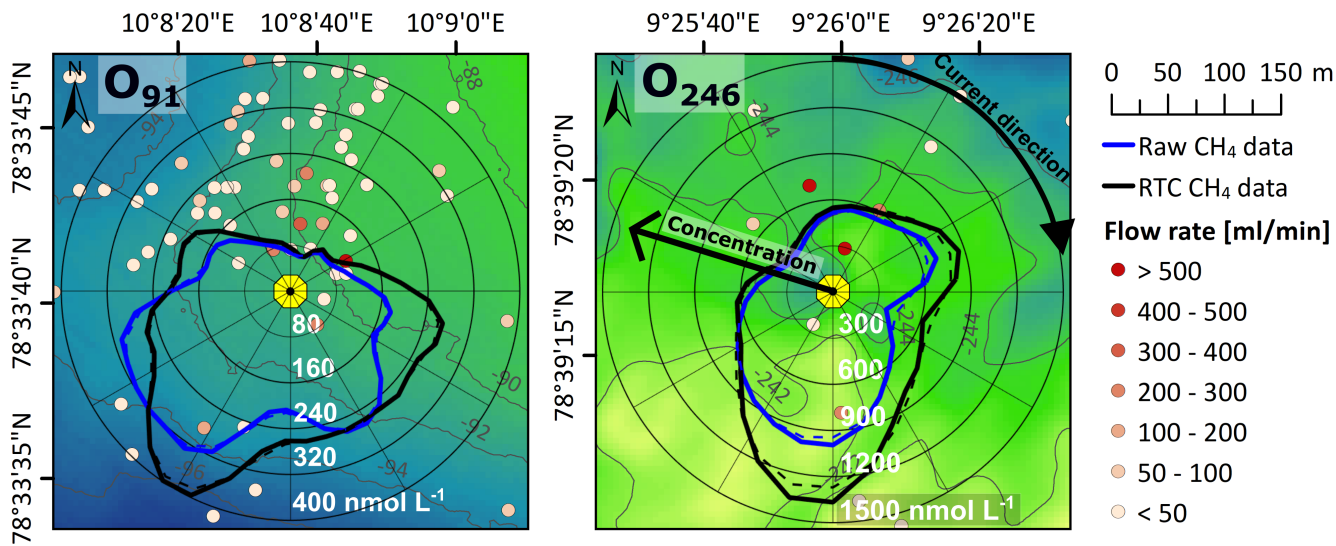 10°8'20"E 10°8'40"E 10°9'0"E
9°25'40"E 9°26'0"E 9°26'20"E
78°33'45"N
78°33'40"N
78°33'35"N
N
O91
-88
-94
-90
-92
-94
-96
80
160
240
320
400 nmol L-1
78°39'20"N
78°39'15"N
N
O246
-246
-244
Current direction
Concentration
-244
-244
-242
300
600
900
1200
1500 nmol L-1
0 50 100 150 m
Raw CH4 data
RTC CH4 data
Flow rate [ml/min]
> 500
400 - 500
300 - 400
200 - 300
100 - 200
50 - 100
< 50